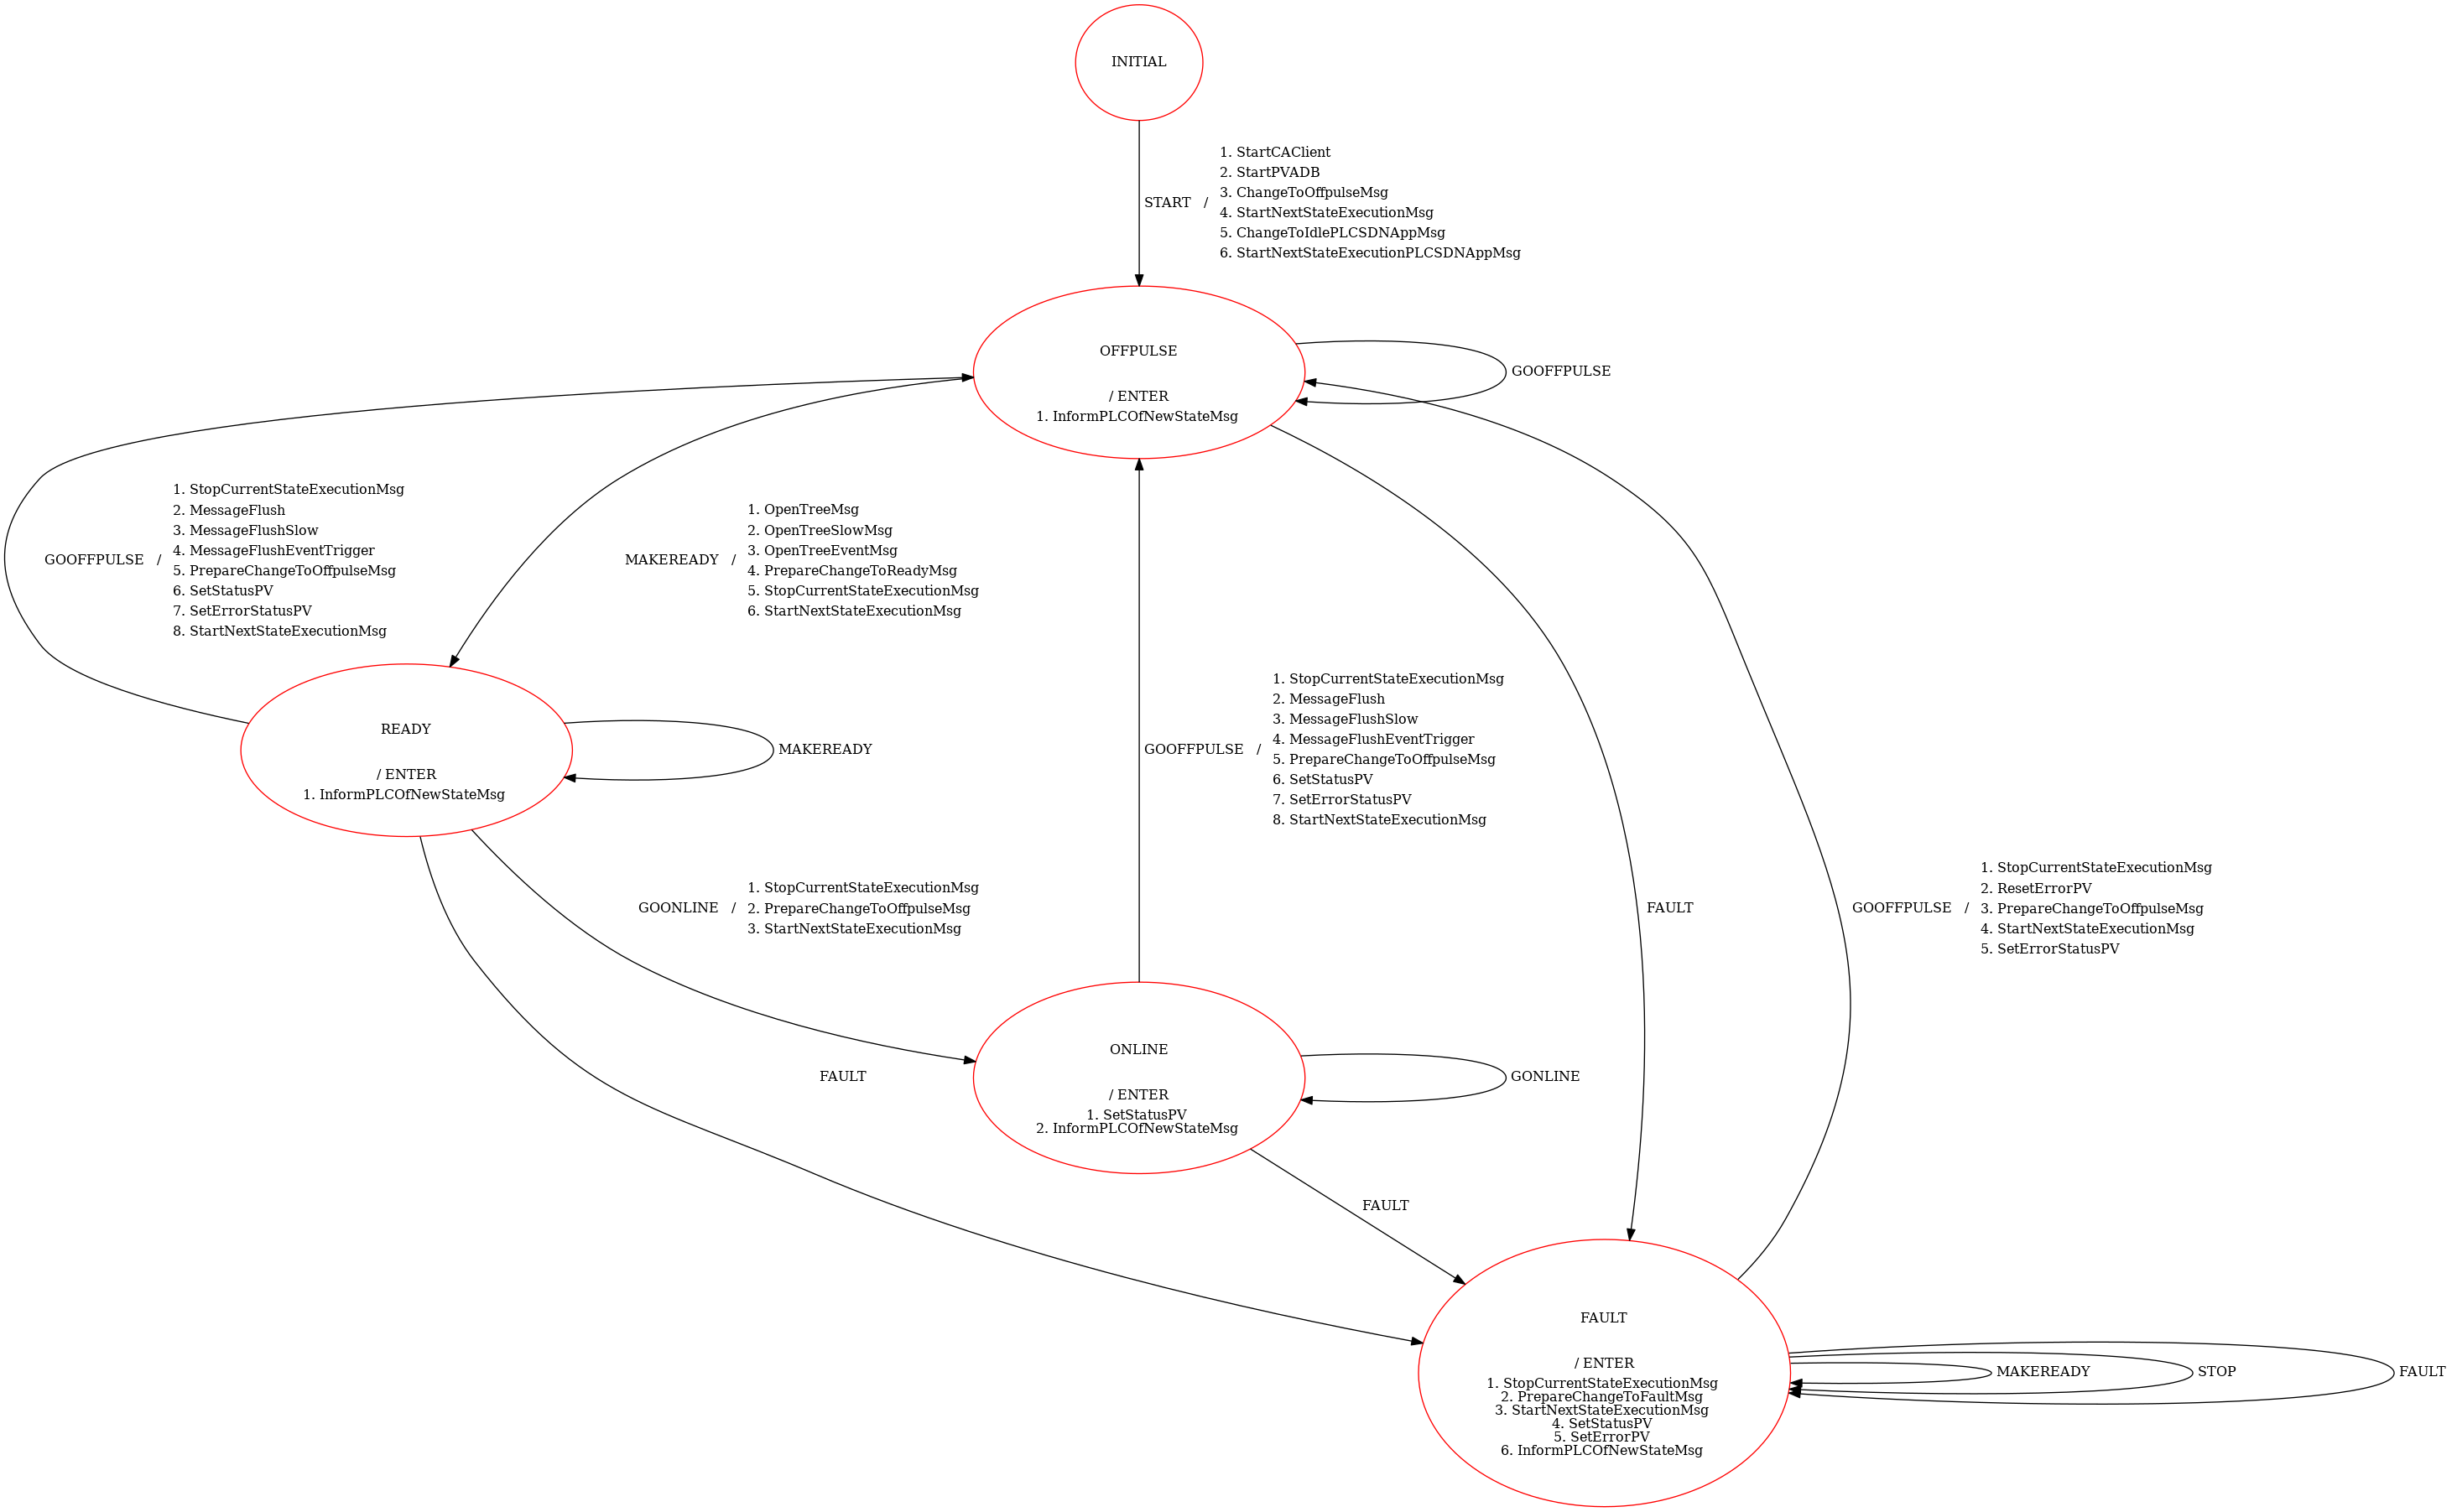 INITIAL
START /
1. StartCAClient
2. StartPVADB
3. ChangeToOffpulseMsg
4. StartNextStateExecutionMsg
5. ChangeToIdlePLCSDNAppMsg
6. StartNextStateExecutionPLCSDNAppMsg
OFFPULSE
/ ENTER
1. InformPLCOfNewStateMsg
GOOFFPULSE
GOOFFPULSE /
1. StopCurrentStateExecutionMsg
2. MessageFlush
3. MessageFlushSlow
4. MessageFlushEventTrigger
5. PrepareChangeToOffpulseMsg
6. SetStatusPV
7. SetErrorStatusPV
8. StartNextStateExecutionMsg
MAKEREADY /
1. OpenTreeMsg
2. OpenTreeSlowMsg
3. OpenTreeEventMsg
4. PrepareChangeToReadyMsg
5. StopCurrentStateExecutionMsg
6. StartNextStateExecutionMsg
READY
/ ENTER
1. InformPLCOfNewStateMsg
MAKEREADY
GOOFFPULSE /
1. StopCurrentStateExecutionMsg
2. MessageFlush
3. MessageFlushSlow
4. MessageFlushEventTrigger
5. PrepareChangeToOffpulseMsg
6. SetStatusPV
7. SetErrorStatusPV
8. StartNextStateExecutionMsg
GOONLINE /
1. StopCurrentStateExecutionMsg
2. PrepareChangeToOffpulseMsg
3. StartNextStateExecutionMsg
FAULT
GOOFFPULSE /
1. StopCurrentStateExecutionMsg
2. ResetErrorPV
3. PrepareChangeToOffpulseMsg
4. StartNextStateExecutionMsg
5. SetErrorStatusPV
FAULT
ONLINE
/ ENTER
1. SetStatusPV
2. InformPLCOfNewStateMsg
GONLINE
FAULT
FAULT
/ ENTER
1. StopCurrentStateExecutionMsg
2. PrepareChangeToFaultMsg
3. StartNextStateExecutionMsg
4. SetStatusPV
5. SetErrorPV
6. InformPLCOfNewStateMsg
MAKEREADY
STOP
FAULT